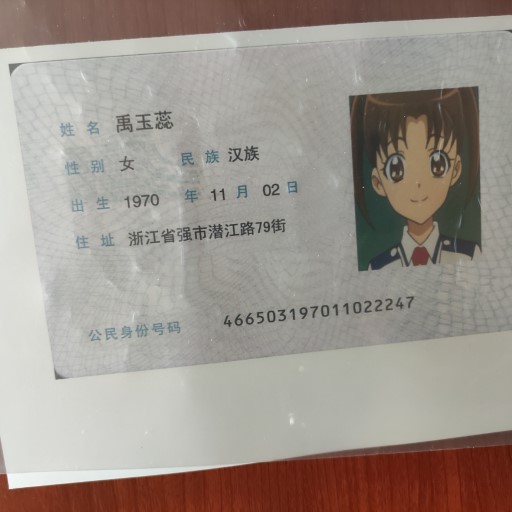 姓名 禹玉蕊
性别 女 民族 汉族
出生 1970 年 11 月 02 日
住址 浙江省强市潜江路79街
公民身份号码 466503197011022247